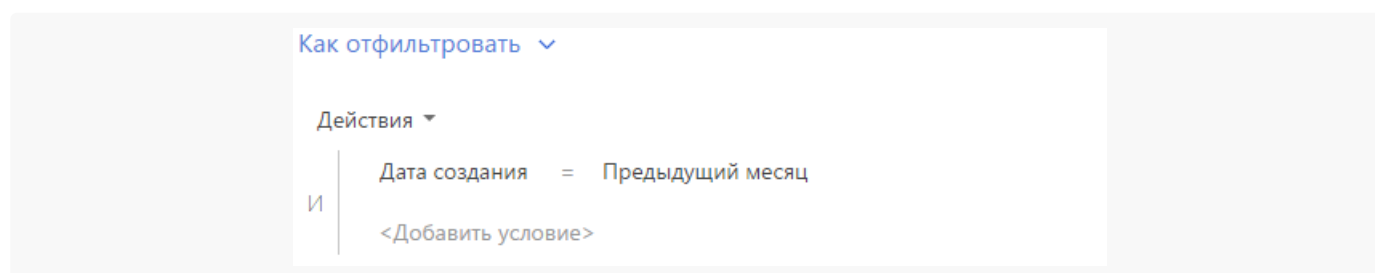 Как отфильтровать
Действия
Дата создания = Предыдущий месяц
И
<Добавить условие>